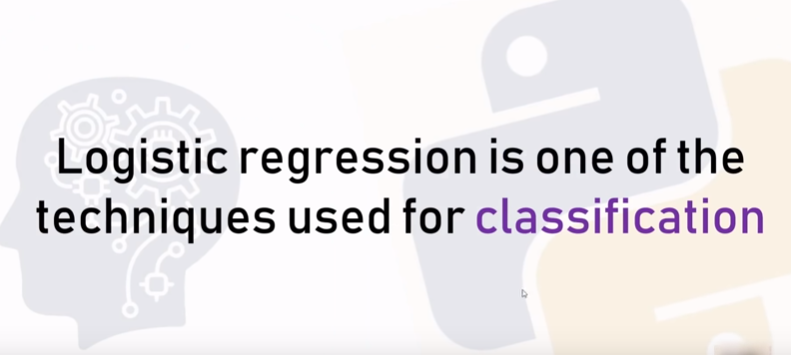 Logistic regression is one of the
techniques used for classification